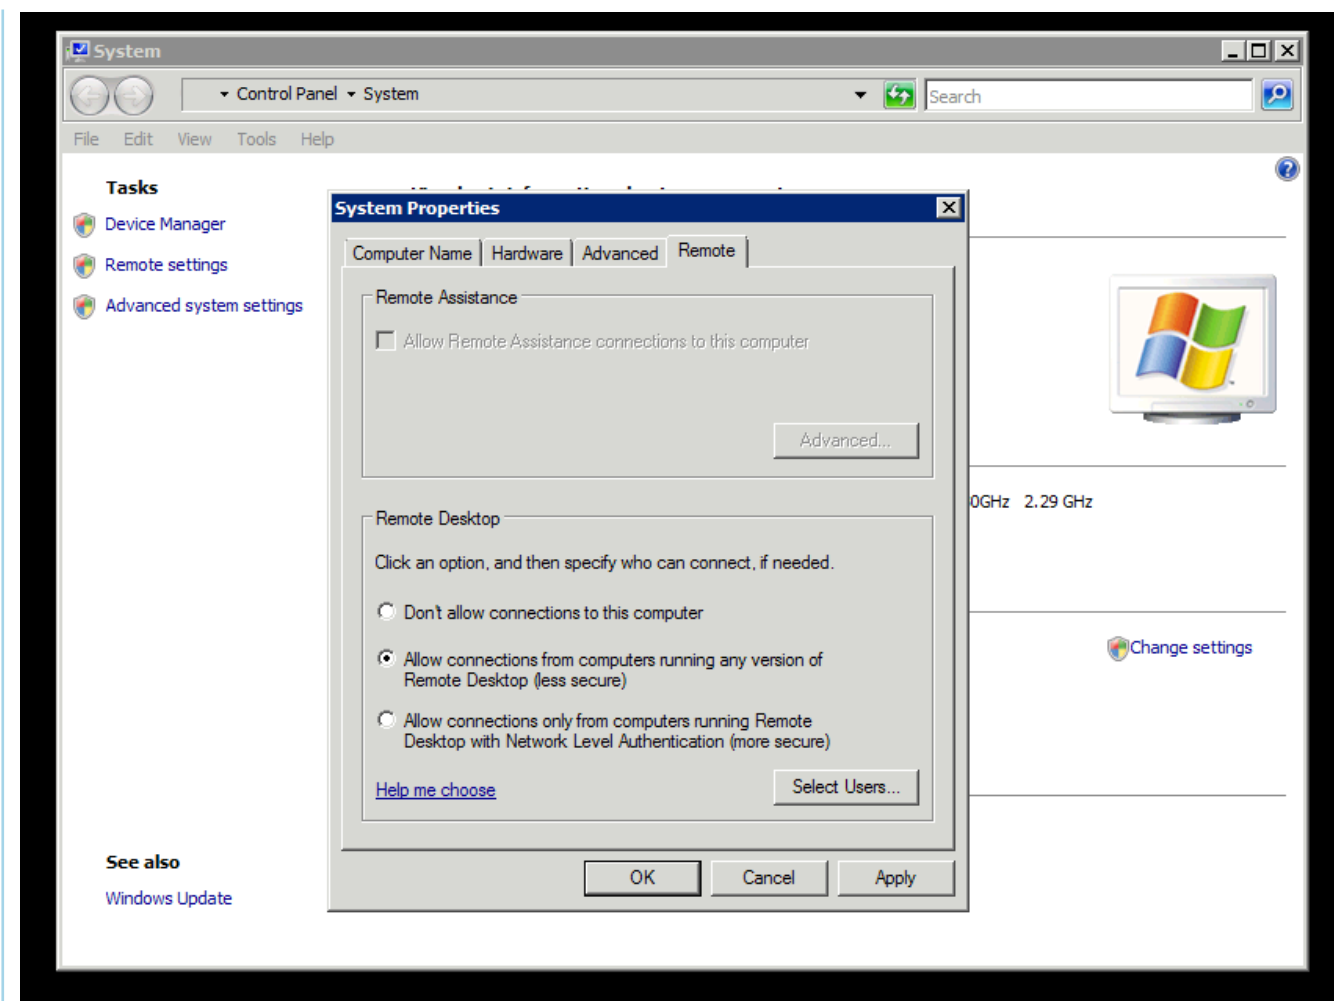 System
Control Panel System
Search
File Edit View Tools Help
Tasks
Device Manager
Remote settings
Advanced system settings
System Properties
Computer Name Hardware Advanced Remote
Remote Assistance
Allow Remote Assistance connections to this computer
Advanced...
Remote Desktop
Click an option, and then specify who can connect, if needed.
Don't allow connections to this computer
Allow connections from computers running any version of
Remote Desktop (less secure)
Allow connections only from computers running Remote
Desktop with Network Level Authentication (more secure)
Help me choose
Select Users...
OK Cancel Apply
0GHz 2.29 GHz
Change settings
See also
Windows Update